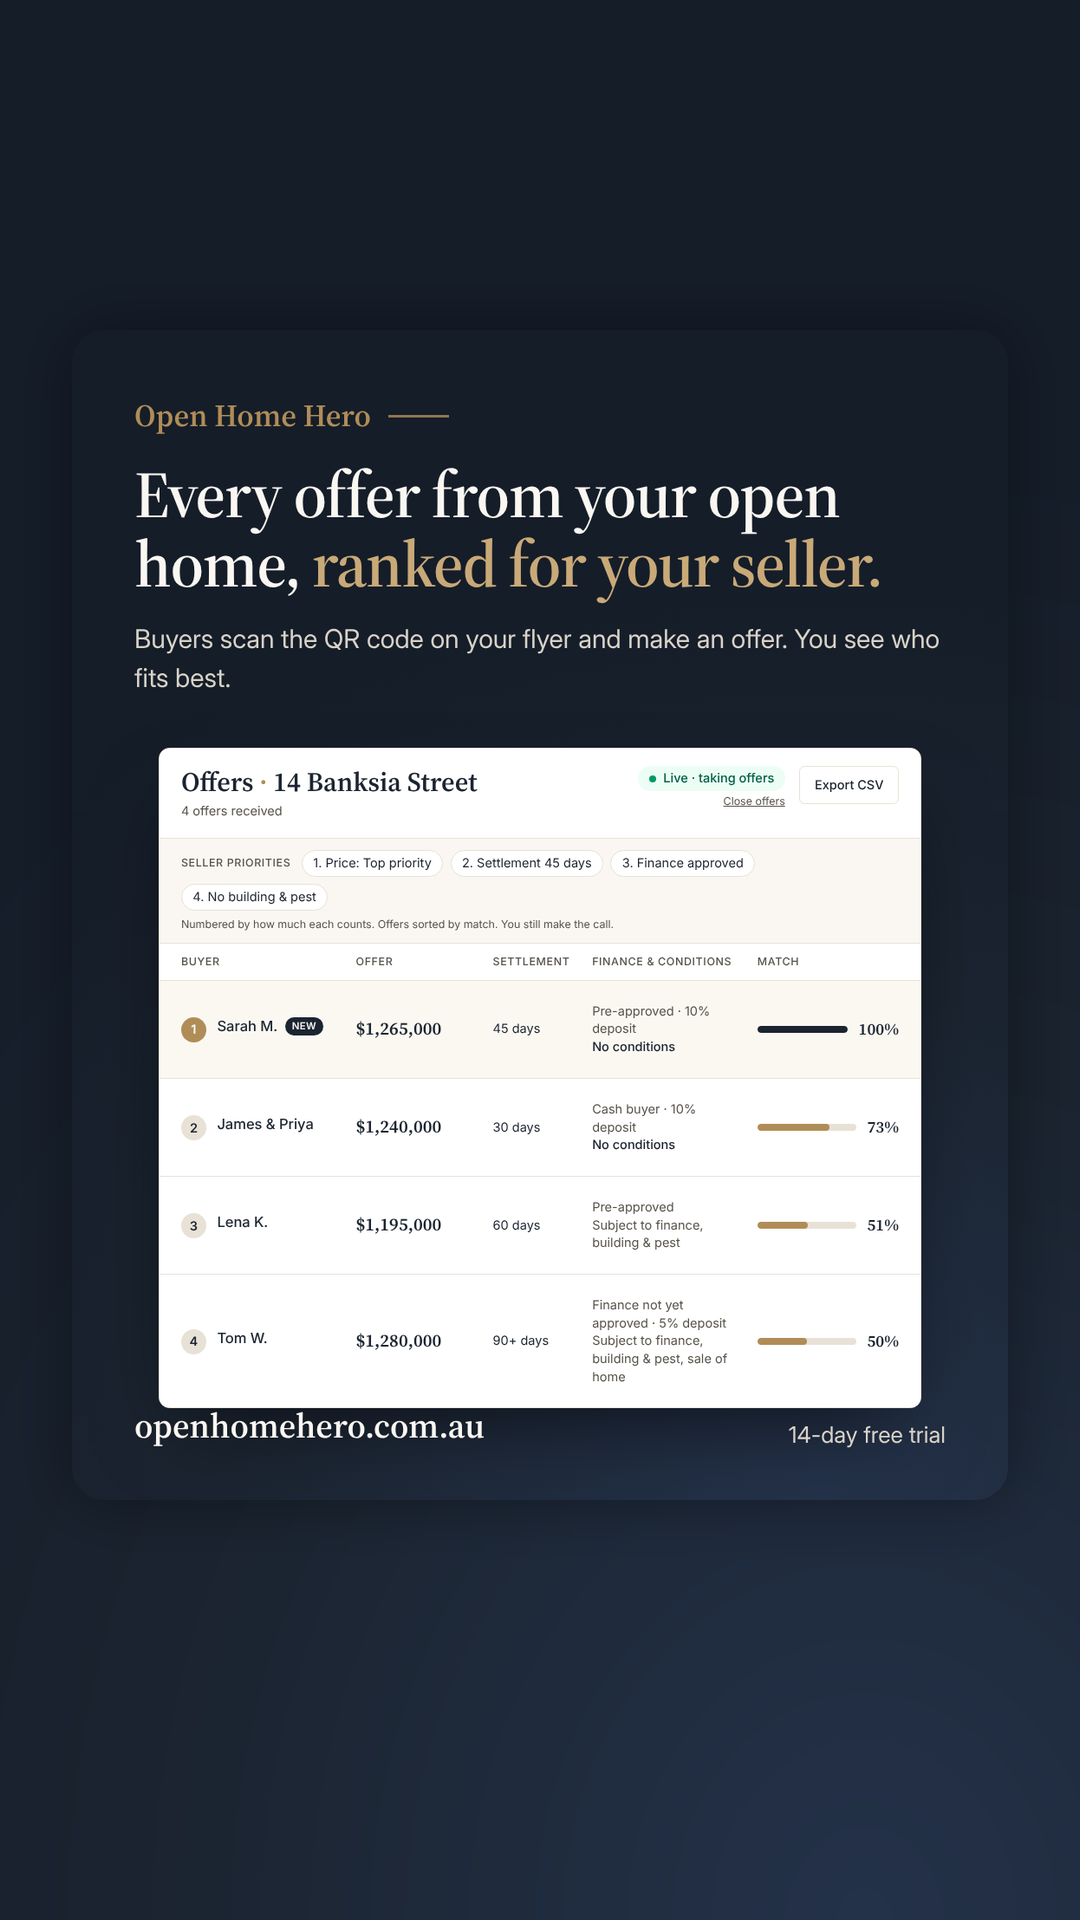 Open Home Hero
Every offer from your open
home, ranked for your seller.
Buyers scan the QR code on your flyer and make an offer. You see who
fits best.
Offers · 14 Banksia Street
4 offers received
Live · taking offers
Close offers
Export CSV
SELLER PRIORITIES
1. Price: Top priority
2. Settlement 45 days
3. Finance approved
4. No building & pest
Numbered by how much each counts. Offers sorted by match. You still make the call.
BUYER OFFER SETTLEMENT FINANCE & CONDITIONS MATCH
1 Sarah M. NEW $1,265,000 45 days
Pre-approved · 10%
deposit
No conditions
100%
2 James & Priya $1,240,000 30 days
Cash buyer · 10%
deposit
No conditions
73%
3 Lena K. $1,195,000 60 days
Pre-approved
Subject to finance,
building & pest
51%
4 Tom W. $1,280,000 90+ days
Finance not yet
approved · 5% deposit
Subject to finance,
building & pest, sale of
home
50%
openhomehero.com.au
14-day free trial